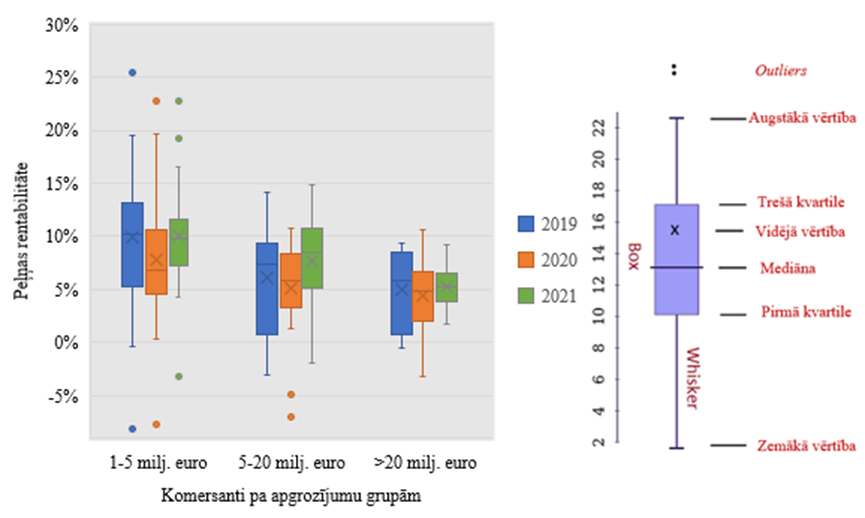 30%
25%
20%
15%
10%
5%
0%
-5%
Peļņas rentabilitāte
1-5 milj. euro
5-20 milj. euro
>20 milj. euro
Komersanti pa apgrozījumu grupām
2019
2020
2021
22
20
18
16
14
12
10
8
6
4
2
Box
x
Whisker
Outliers
Augstākā vērtība
Trešā kvartile
Vidējā vērtība
Mediāna
Pirmā kvartile
Zemākā vērtība